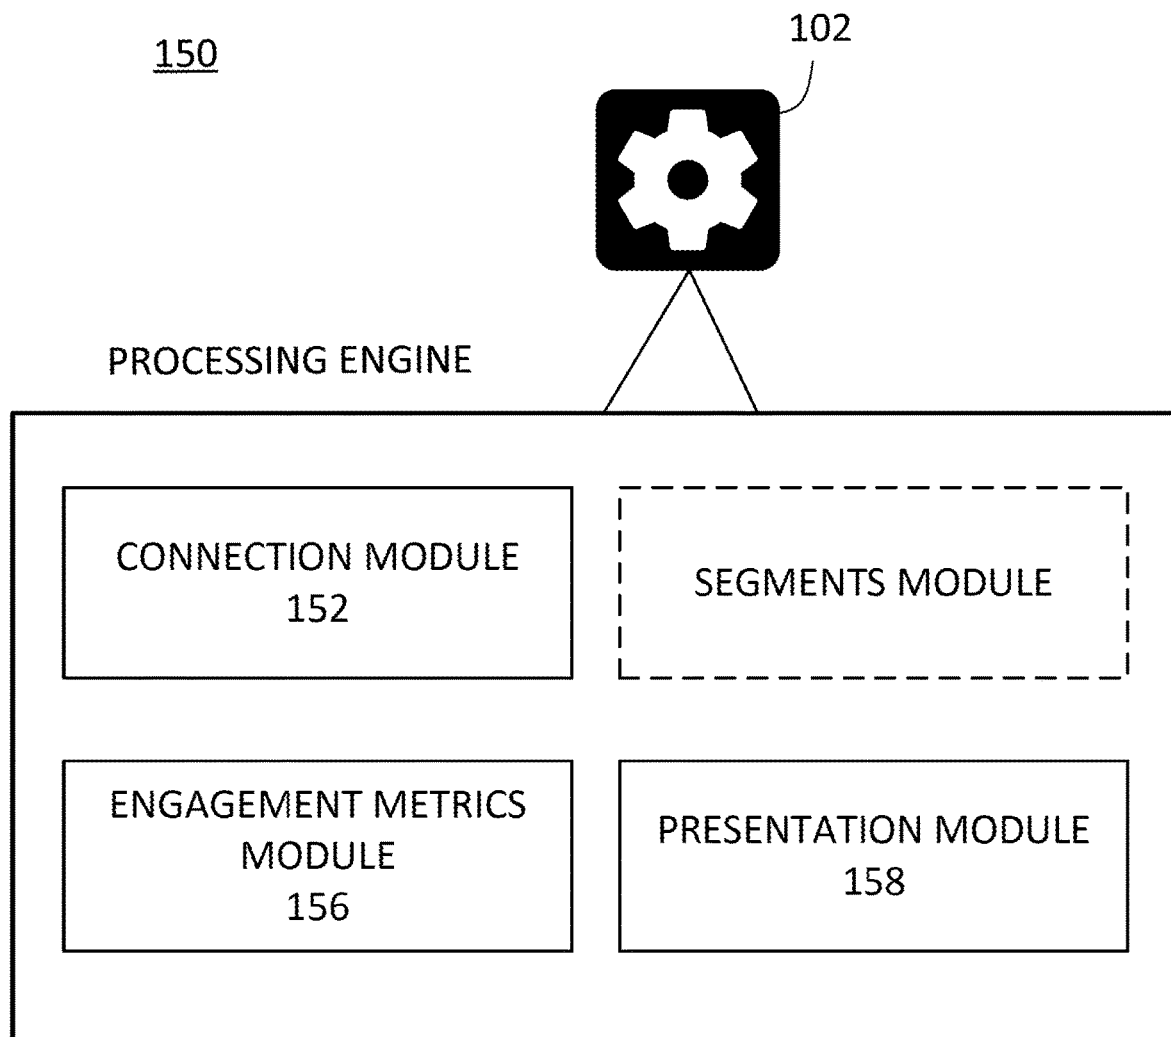 150
102
PROCESSING ENGINE
CONNECTION MODULE
152
SEGMENTS MODULE
ENGAGEMENT METRICS
MODULE
156
PRESENTATION MODULE
158